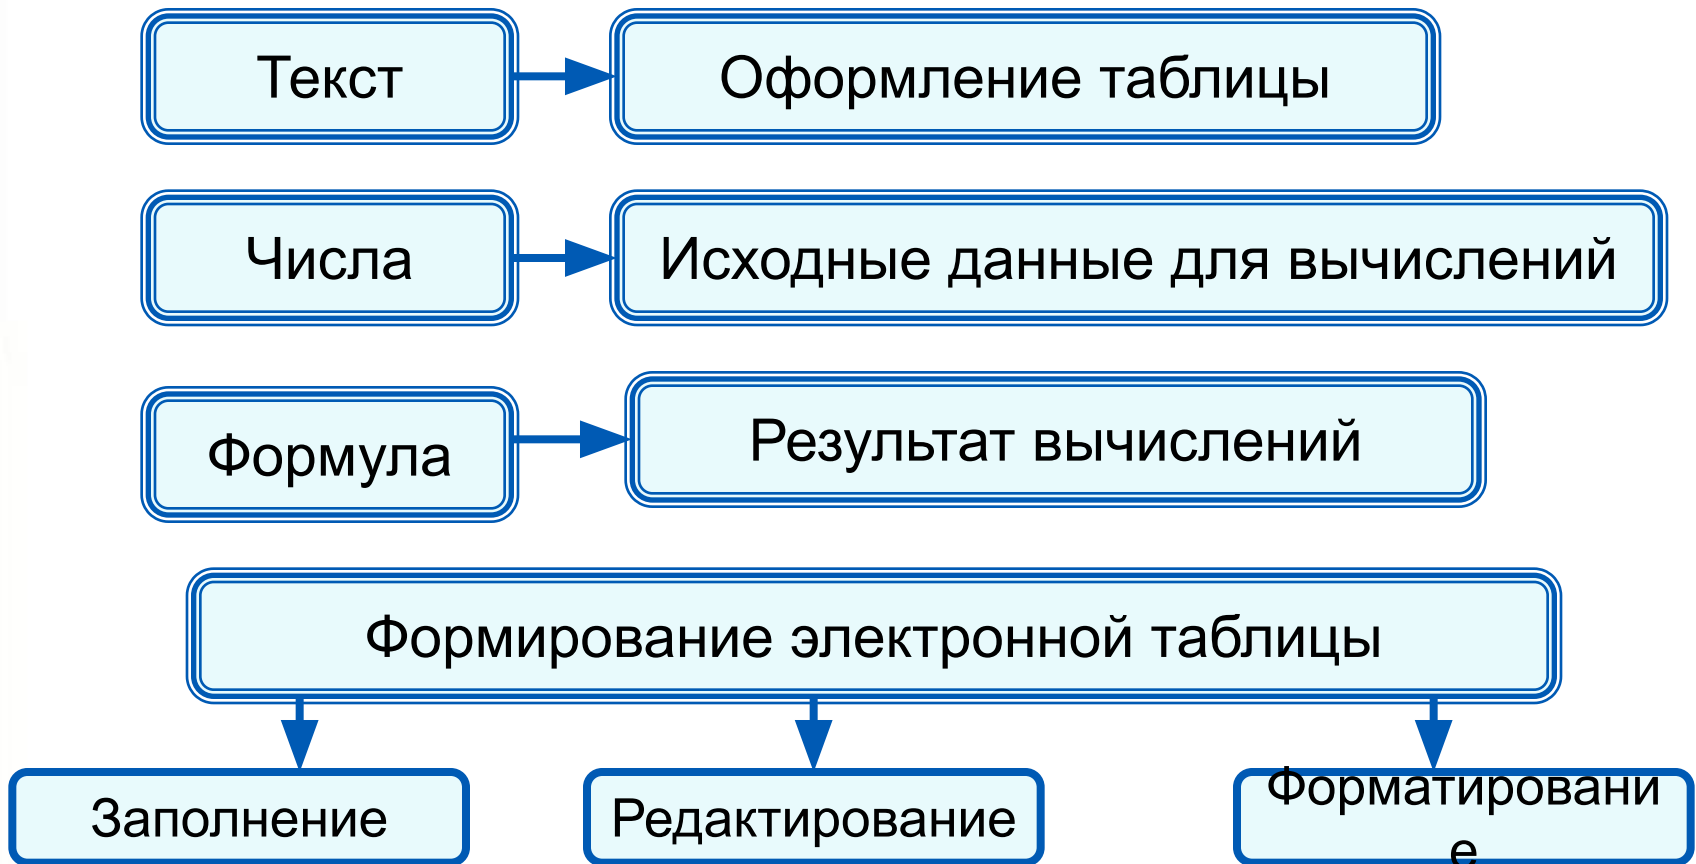 Текст
Оформление таблицы
Числа
Исходные данные для вычислений
Формула
Результат вычислений
Формирование электронной таблицы
Заполнение
Редактирование
Форматировани
е